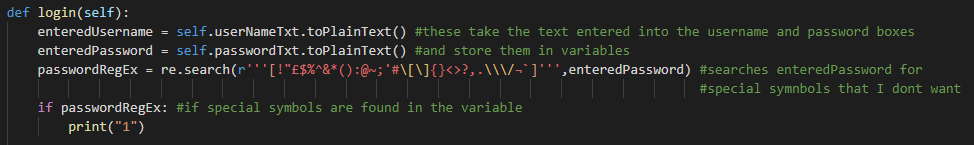 def login(self):
    enteredUsername = self.userNameTxt.toPlainText() #these take the text entered into the username and password boxes
    enteredPassword = self.passwordTxt.toPlainText() #and store them in variables
    passwordRegEx = re.search(r'''[!"£$%^&*():@~;'#\[\]{}<>?,.\\\/¬`]''',enteredPassword) #searches enteredPassword for
#special symnbols that I dont want
    if passwordRegEx: #if special symbols are found in the variable
        print("1")